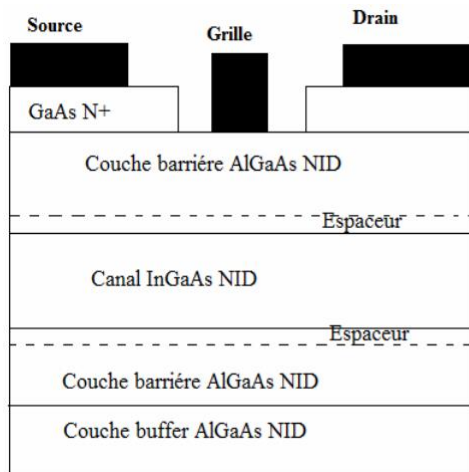 Source
Grille
Drain
GaAs N+
Couche barriére AlGaAs NID
Espaceur
Canal InGaAs NID
Espaceur
Couche barriére AlGaAs NID
Couche buffer AlGaAs NID